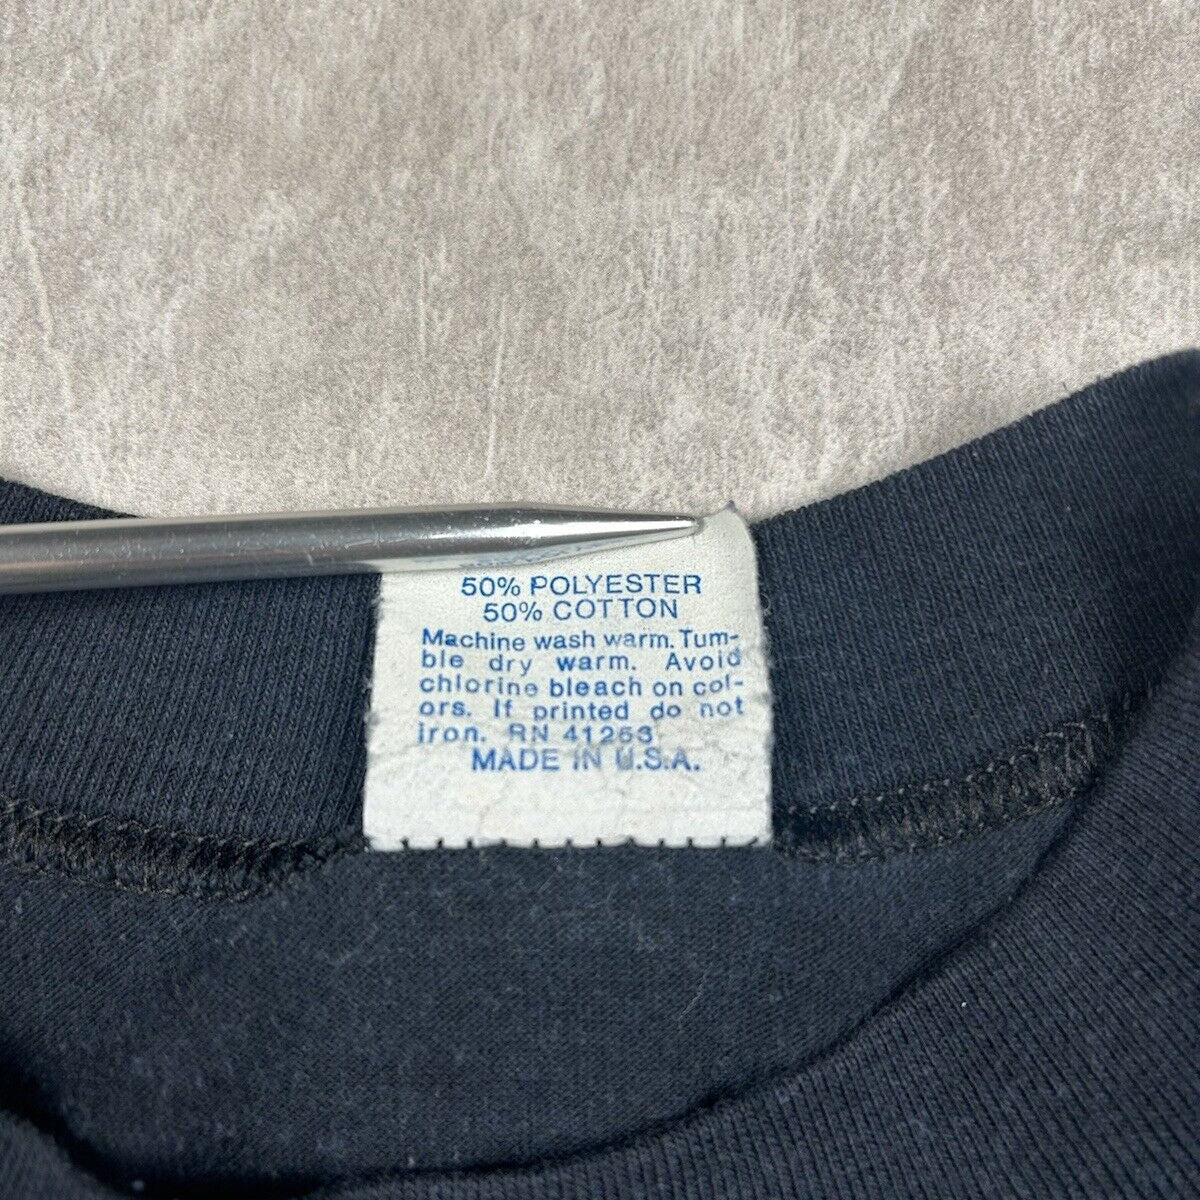 50% POLYESTER
50% COTTON
Machine wash warm. Tum-
ble dry warm. Avoid
chlorine bleach on col-
ors. If printed do not
iron. RN 41263
MADE IN U.S.A.